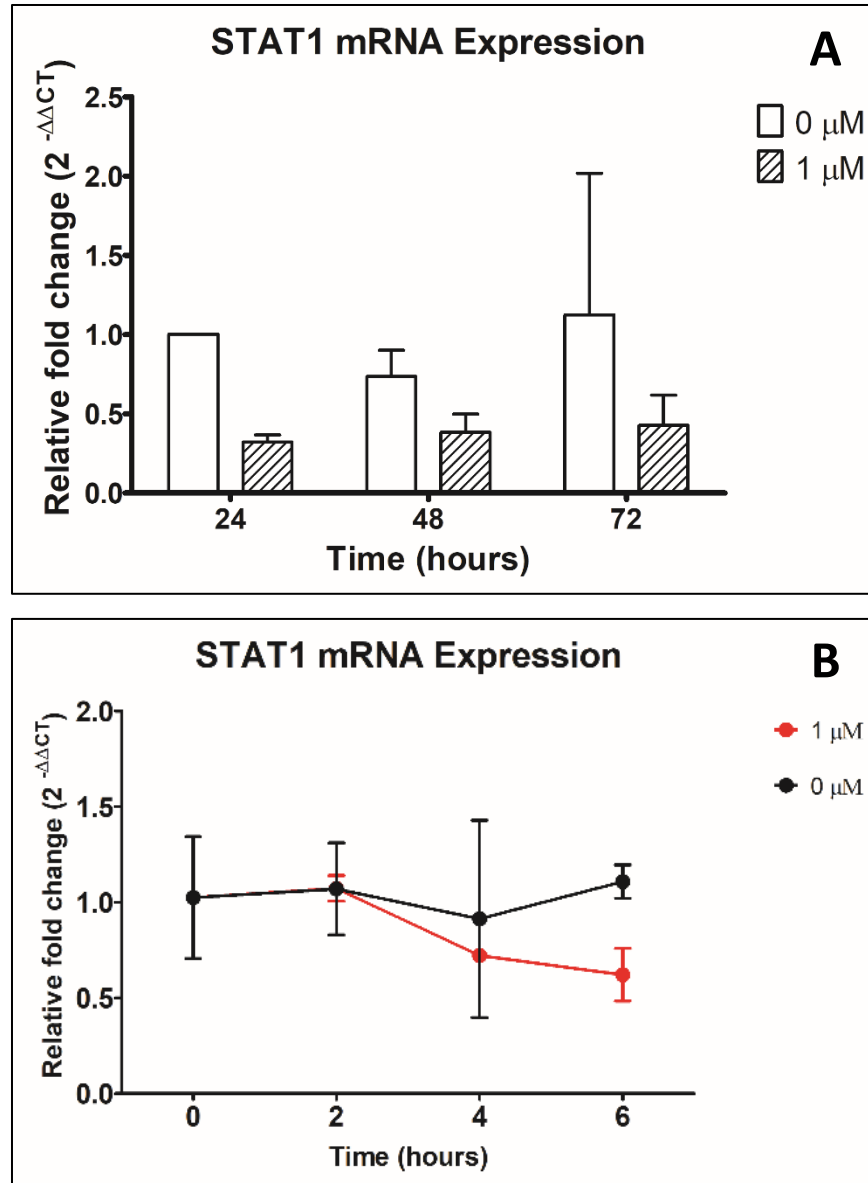 STAT1 mRNA Expression
A
Relative fold change (2 -ΔΔCT)
2.5
2.0
1.5
1.0
0.5
0.0
0 μM
1 μM
24 48 72
Time (hours)
STAT1 mRNA Expression
B
Relative fold change (2 -ΔΔCT)
2.0
1.5
1.0
0.5
0.0
1 μM
0 μM
0 2 4 6
Time (hours)